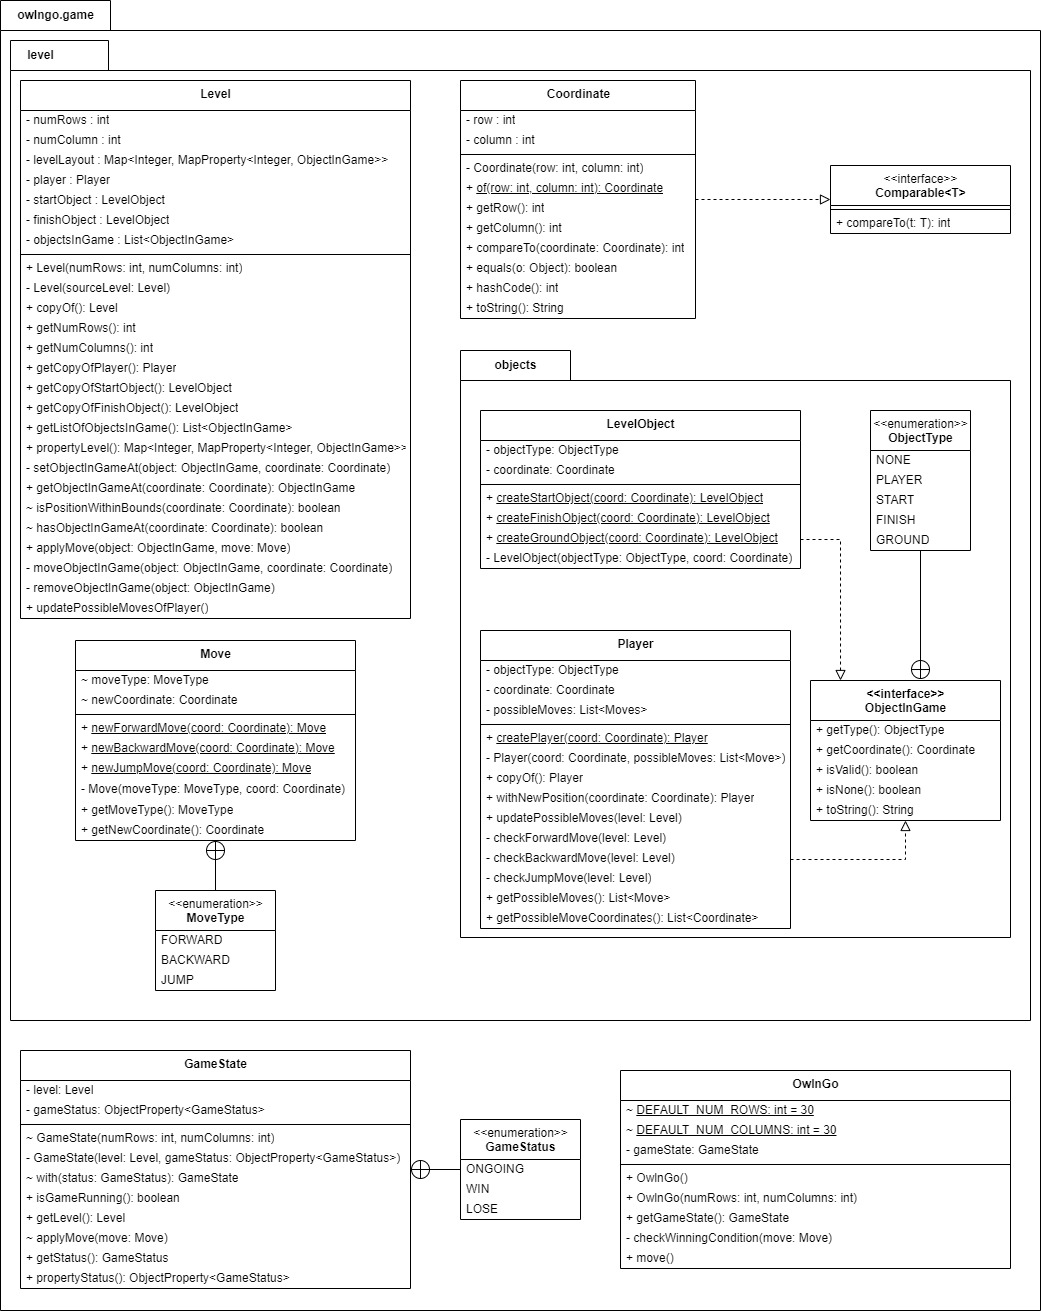 owIngo.game
level
Level
- numRows : int
- numColumn : int
- levelLayout : Map<Integer, MapProperty<Integer, ObjectInGame>>
- player : Player
- startObject : LevelObject
- finishObject : LevelObject
- objectsInGame : List<ObjectInGame>
+ Level(numRows: int, numColumns: int)
- Level(sourceLevel: Level)
+ copyOf(): Level
+ getNumRows(): int
+ getNumColumns(): int
+ getCopyOfPlayer(): Player
+ getCopyOfStartObject(): LevelObject
+ getCopyOfFinishObject(): LevelObject
+ getListOfObjectsInGame(): List<ObjectInGame>
+ propertyLevel(): Map<Integer, MapProperty<Integer, ObjectInGame>>
- setObjectInGameAt(object: ObjectInGame, coordinate: Coordinate)
+ getObjectInGameAt(coordinate: Coordinate): ObjectInGame
~ isPositionWithinBounds(coordinate: Coordinate): boolean
~ hasObjectInGameAt(coordinate: Coordinate): boolean
+ applyMove(object: ObjectInGame, move: Move)
- moveObjectInGame(object: ObjectInGame, coordinate: Coordinate)
- removeObjectInGame(object: ObjectInGame)
+ updatePossibleMovesOfPlayer()
Coordinate
- row : int
- column : int
- Coordinate(row: int, column: int)
+ of(row: int, column: int): Coordinate
+ getRow(): int
+ getColumn(): int
+ compareTo(coordinate: Coordinate): int
+ equals(o: Object): boolean
+ hashCode(): int
+ toString(): String
<<interface>>
Comparable<T>
+ compareTo(t: T): int
objects
LevelObject
- objectType: ObjectType
- coordinate: Coordinate
+ createStartObject(coord: Coordinate): LevelObject
+ createFinishObject(coord: Coordinate): LevelObject
+ createGroundObject(coord: Coordinate): LevelObject
- LevelObject(objectType: ObjectType, coord: Coordinate)
<<enumeration>>
ObjectType
NONE
PLAYER
START
FINISH
GROUND
Player
- objectType: ObjectType
- coordinate: Coordinate
- possibleMoves: List<Moves>
+ createPlayer(coord: Coordinate): Player
- Player(coord: Coordinate, possibleMoves: List<Move>)
+ copyOf(): Player
+ withNewPosition(coordinate: Coordinate): Player
+ updatePossibleMoves(level: Level)
- checkForwardMove(level: Level)
- checkBackwardMove(level: Level)
- checkJumpMove(level: Level)
+ getPossibleMoves(): List<Move>
+ getPossibleMoveCoordinates(): List<Coordinate>
<<interface>>
ObjectInGame
+ getType(): ObjectType
+ getCoordinate(): Coordinate
+ isValid(): boolean
+ isNone(): boolean
+ toString(): String
Move
~ moveType: MoveType
~ newCoordinate: Coordinate
+ newForwardMove(coord: Coordinate): Move
+ newBackwardMove(coord: Coordinate): Move
+ newJumpMove(coord: Coordinate): Move
- Move(moveType: MoveType, coord: Coordinate)
+ getMoveType(): MoveType
+ getNewCoordinate(): Coordinate
<<enumeration>>
MoveType
FORWARD
BACKWARD
JUMP
GameState
- level: Level
- gameStatus: ObjectProperty<GameStatus>
~ GameState(numRows: int, numColumns: int)
- GameState(level: Level, gameStatus: ObjectProperty<GameStatus>)
~ with(status: GameStatus): GameState
+ isGameRunning(): boolean
+ getLevel(): Level
~ applyMove(move: Move)
+ getStatus(): GameStatus
+ propertyStatus(): ObjectProperty<GameStatus>
<<enumeration>>
GameStatus
ONGOING
WIN
LOSE
OwInGo
~ DEFAULT_NUM_ROWS: int = 30
~ DEFAULT_NUM_COLUMNS: int = 30
- gameState: GameState
+ OwInGo()
+ OwInGo(numRows: int, numColumns: int)
+ getGameState(): GameState
- checkWinningCondition(move: Move)
+ move()